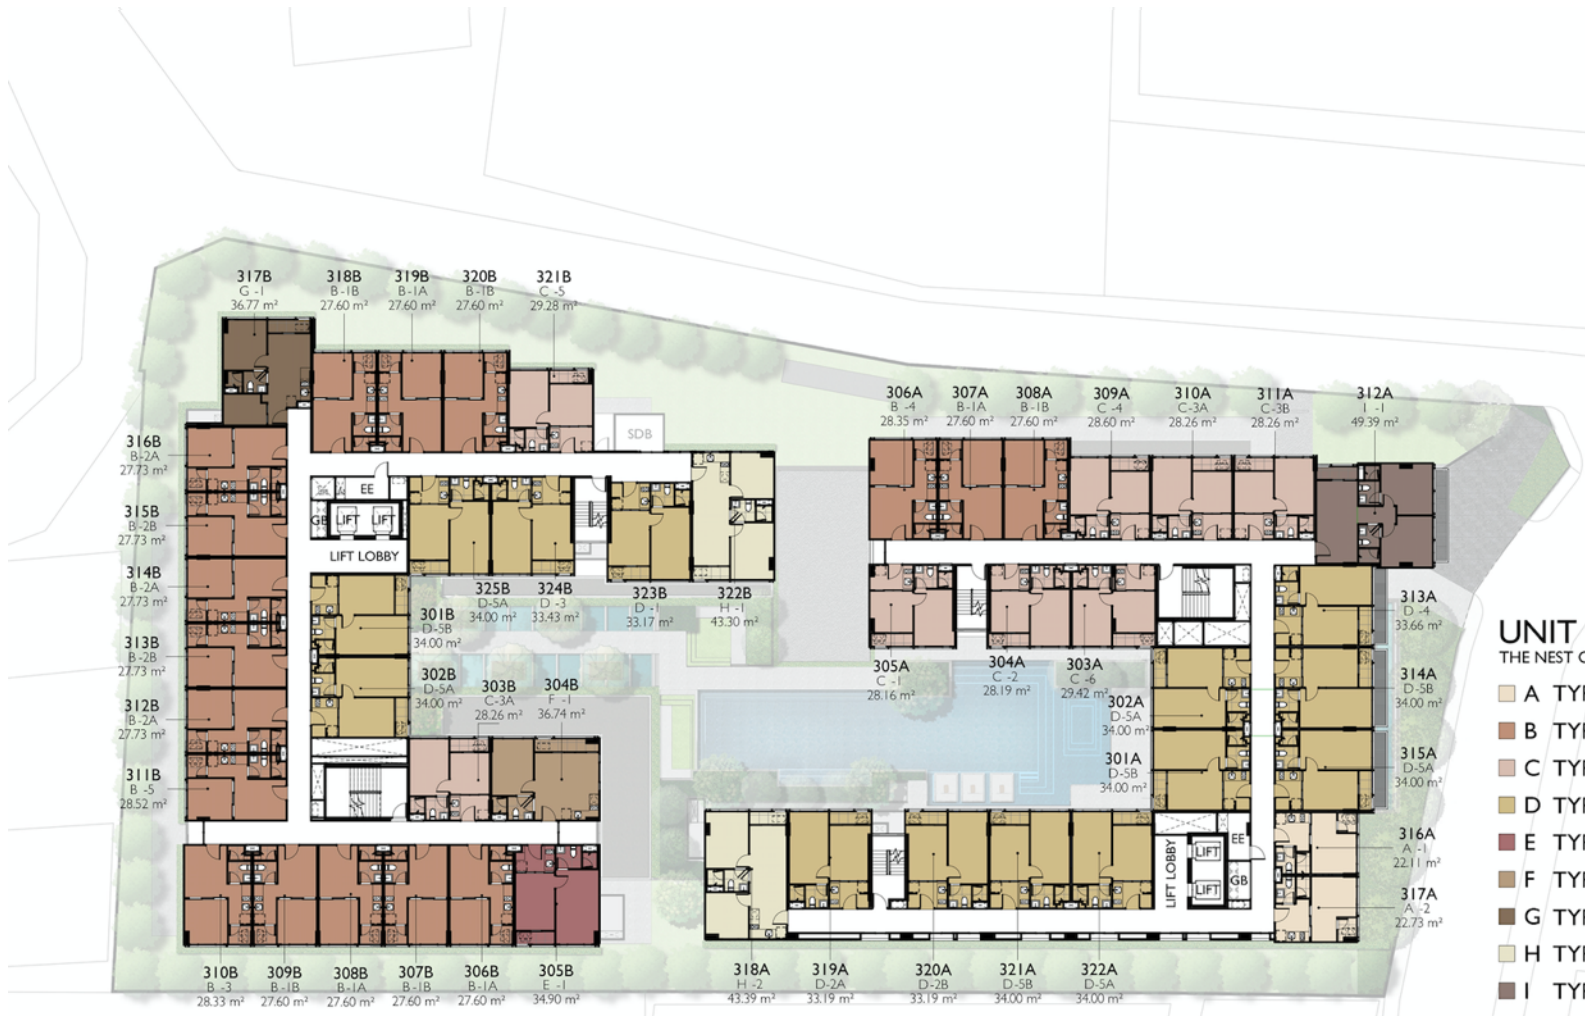 317B
G -1
36.77 m²
318B
B-1B
27.60 m²
319B
B-1A
27.60 m²
320B
B-1B
27.60 m²
321B
C -5
29.28 m²
306A
B -4
28.35 m²
307A
B-1A
27.60 m²
308A
B-1B
27.60 m²
309A
C -4
28.60 m²
310A
C-3A
28.26 m²
311A
C-3B
28.26 m²
312A
I -1
49.39 m²
316B
B-2A
27.73 m²
315B
B-2B
27.73 m²
314B
B-2A
27.73 m²
313B
B-2B
27.73 m²
312B
B-2A
27.73 m²
311B
B -5
28.52 m²
SDB
EE
GB
LIFT
LIFT
LIFT LOBBY
325B
D-5A
34.00 m²
324B
D -3
33.43 m²
323B
D -1
33.17 m²
322B
H -1
43.30 m²
301B
D-5B
34.00 m²
302B
D-5A
34.00 m²
303B
C-3A
28.26 m²
304B
F -1
36.74 m²
305A
C -1
28.16 m²
304A
C -2
28.19 m²
303A
C -6
29.42 m²
302A
D-5A
34.00 m²
301A
D-5B
34.00 m²
313A
D -4
33.66 m²
314A
D-5B
34.00 m²
315A
D-5A
34.00 m²
316A
A -1
22.11 m²
317A
A -2
22.73 m²
LIFT LOBBY
LIFT
LIFT
EE
GB
310B
B -3
28.33 m²
309B
B-1B
27.60 m²
308B
B-1A
27.60 m²
307B
B-1B
27.60 m²
306B
B-1A
27.60 m²
305B
E -1
34.90 m²
318A
H -2
43.39 m²
319A
D-2A
33.19 m²
320A
D-2B
33.19 m²
321A
D-5B
34.00 m²
322A
D-5A
34.00 m²
UNIT
THE NEST
A TYP
B TYP
C TYP
D TYP
E TYP
F TYP
G TYP
H TYP
I TYP